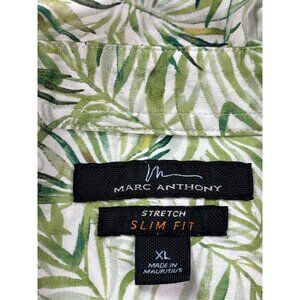 MARC ANTHONY
STRETCH
SLIM FIT
XL
MADE IN
MAURITIUS